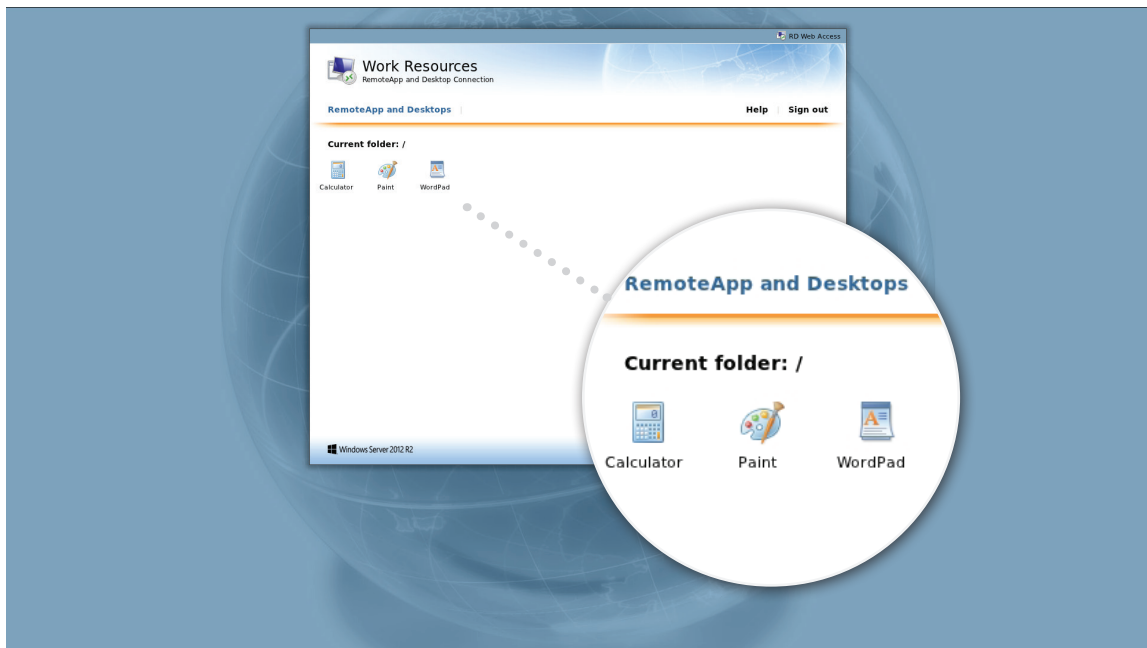 RD Web Access
Work Resources
RemoteApp and Desktop Connection
RemoteApp and Desktops
Help
Sign out
Current folder: /
Calculator Paint WordPad
Windows Server 2012 R2
RemoteApp and Desktops
Current folder: /
8
Calculator Paint WordPad